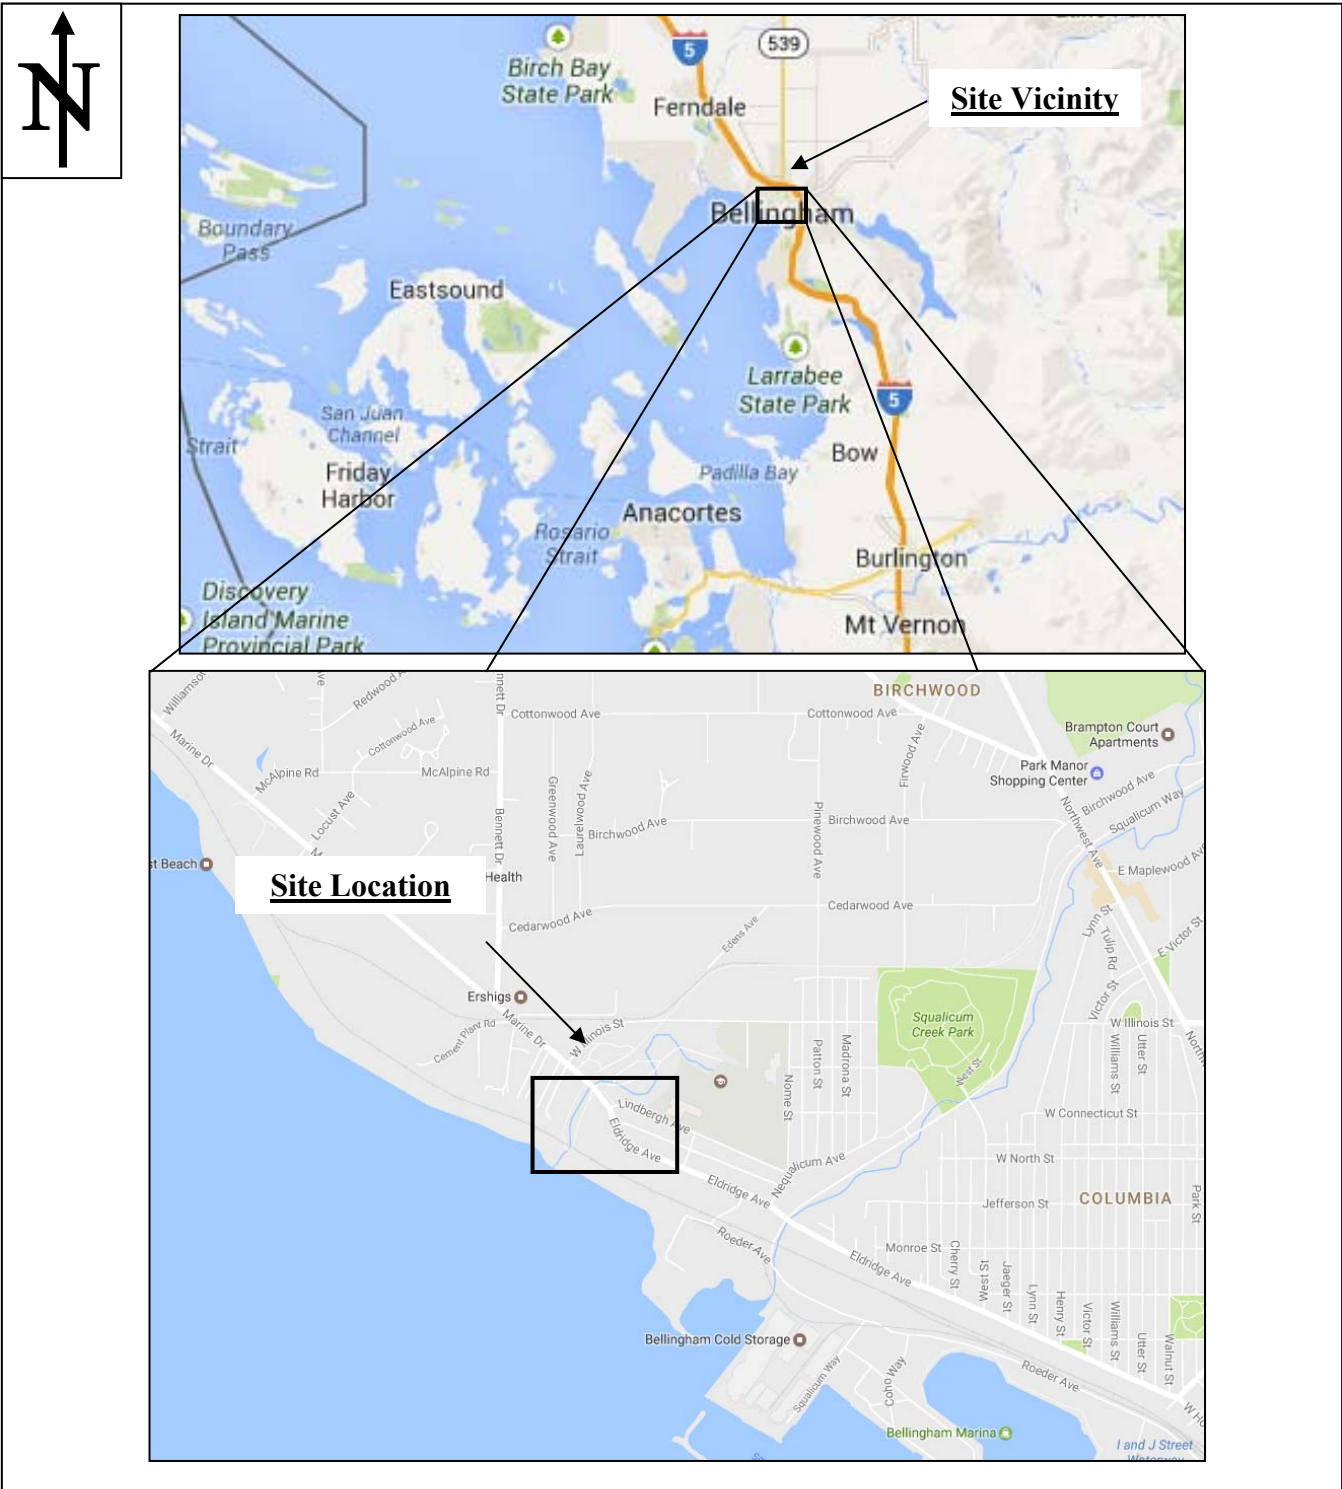 N
5
539
Birch Bay
State Park
Ferndale
Site Vicinity
Bellingham
Boundary
Pass
Eastsound
Larrabee
State Park
5
San Juan
Channel
Strait
Bow
Friday
Harbor
Padilla Bay
Anacortes
Rosario
Strait
Burlington
Discovery
Island Marine
Provincial Park
Mt Vernon
BIRCHWOOD
Redwood
Cottonwood Ave
Cottonwood Ave
Cottonwood Ave
Marine Dr
McAlpine Rd
McAlpine Rd
Brampton Court
Apartments
Park Manor
Shopping Center
Firwood Ave
Locust Ave
Bennett Dr
Greenwood Ave
Laurelwood Ave
Birchwood Ave
Pinewood Ave
Birchwood Ave
Northwest Ave
Birchwood Ave
Squalicum Way
st Beach
Site Location
Health
E Maplewood Av
Cedarwood Ave
Cedarwood Ave
Edens Ave
Lynn St
Tulip Rd
E Victor St
Victor St
Ershigs
Marine Dr
Cement Plant Rd
W Illinois St
Squalicum
Creek Park
West St
W Illinois St
Williams St
Utter St
Patton St
Madrona St
Nome St
Lindbergh Ave
Eldridge Ave
W Connecticut St
W North St
Eldridge Ave
Jefferson St
COLUMBIA
Park St
Roeder Ave
Eldridge Ave
Monroe St
Cherry St
West St
Jaeger St
Lynn St
Henry St
Victor St
Williams St
Utter St
Walnut St
Bellingham Cold Storage
Squalicum Way
Coho Way
Roeder Ave
Bellingham Marina
I and J Street
Waterway